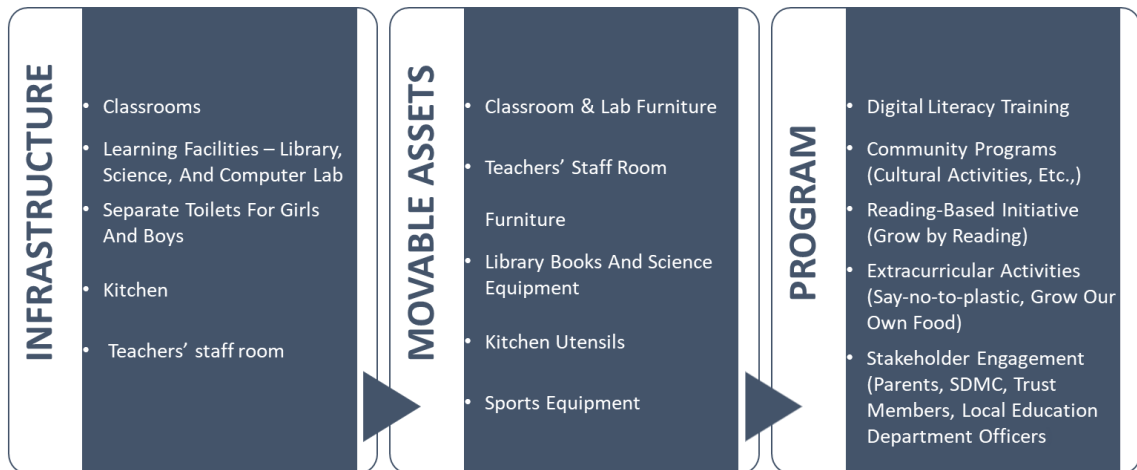 INFRASTRUCTURE
• Classrooms
• Learning Facilities – Library,
Science, And Computer Lab
• Separate Toilets For Girls
And Boys
• Kitchen
• Teachers’ staff room
MOVABLE ASSETS
• Classroom & Lab Furniture
• Teachers’ Staff Room
Furniture
• Library Books And Science
Equipment
• Kitchen Utensils
• Sports Equipment
PROGRAM
• Digital Literacy Training
• Community Programs
(Cultural Activities, Etc.,)
• Reading-Based Initiative
(Grow by Reading)
• Extracurricular Activities
(Say-no-to-plastic, Grow Our
Own Food)
• Stakeholder Engagement
(Parents, SDMC, Trust
Members, Local Education
Department Officers